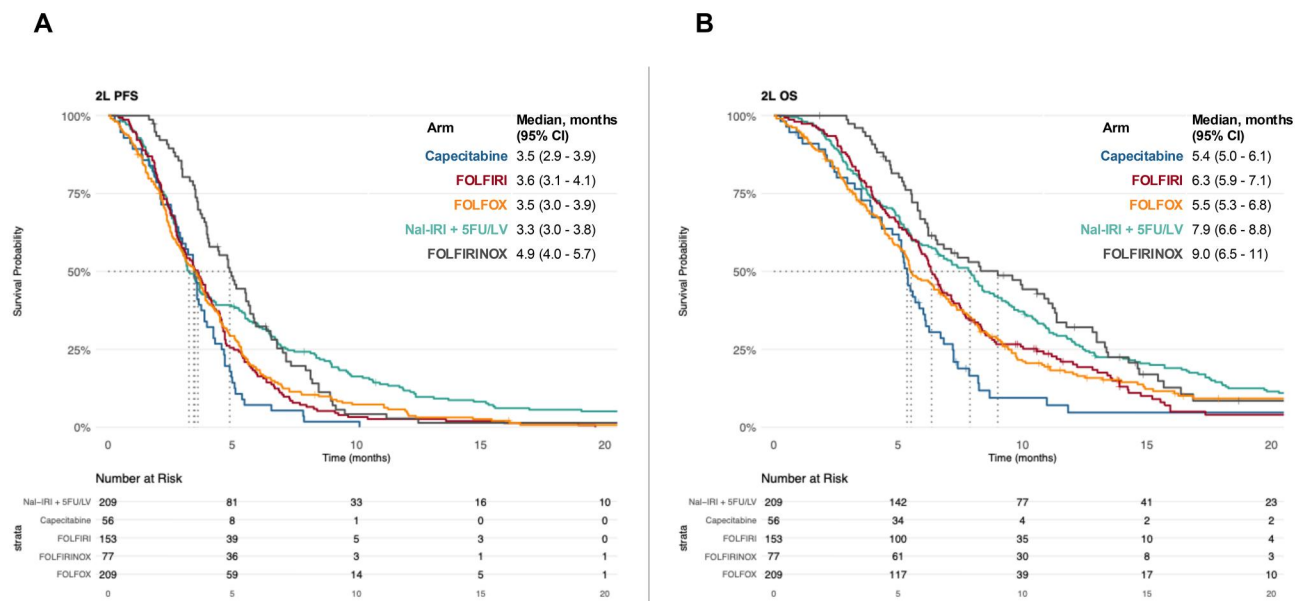 A
2L PFS
100%
75%
50%
25%
0%
Survival Probability
Arm
Median, months
(95% CI)
Capecitabine 3.5 (2.9 - 3.9)
FOLFIRI 3.6 (3.1 - 4.1)
FOLFOX 3.5 (3.0 - 3.9)
Nal-IRI + 5FU/LV 3.3 (3.0 - 3.8)
FOLFIRINOX 4.9 (4.0 - 5.7)
0 5 10 15 20
Time (months)
Number at Risk
strata
Nal-IRI + 5FU/LV 209 81 33 16 10
Capecitabine 56 8 1 0 0
FOLFIRI 153 39 5 3 0
FOLFIRINOX 77 36 3 1 1
FOLFOX 209 59 14 5 1
0 5 10 15 20
B
2L OS
100%
75%
50%
25%
0%
Survival Probability
Arm
Median, months
(95% CI)
Capecitabine 5.4 (5.0 - 6.1)
FOLFIRI 6.3 (5.9 - 7.1)
FOLFOX 5.5 (5.3 - 6.8)
Nal-IRI + 5FU/LV 7.9 (6.6 - 8.8)
FOLFIRINOX 9.0 (6.5 - 11)
0 5 10 15 20
Time (months)
Number at Risk
strata
Nal-IRI + 5FU/LV 209 142 77 41 23
Capecitabine 56 34 4 2 2
FOLFIRI 153 100 35 10 4
FOLFIRINOX 77 61 30 8 3
FOLFOX 209 117 39 17 10
0 5 10 15 20